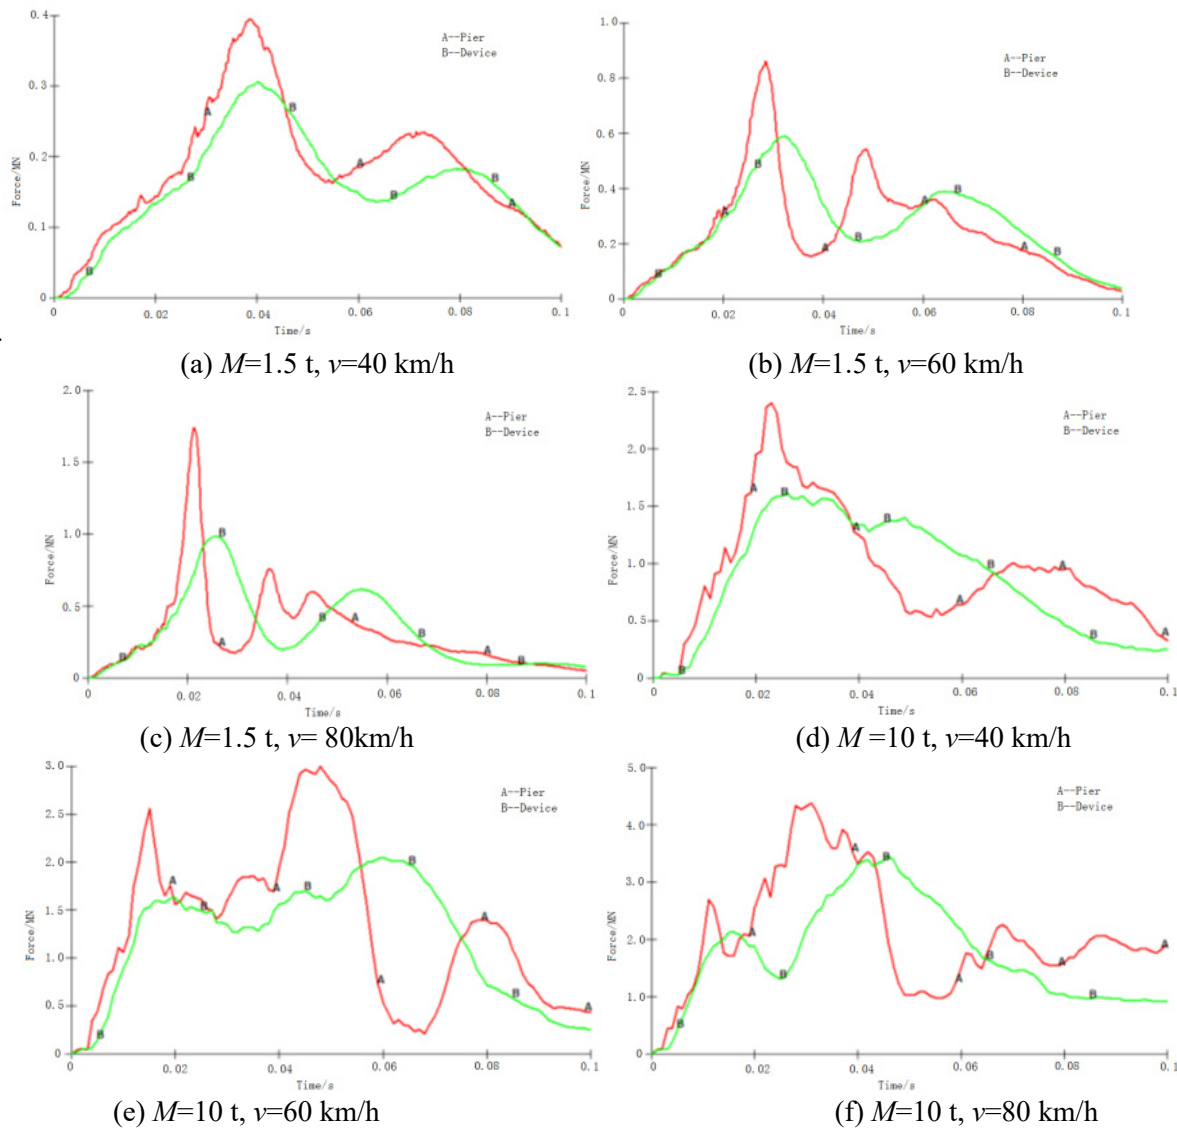 0.4
0.3
0.2
0.1
0
Force/MN
A--Pier
B--Device
A
B
B
B
A
B
B
A
B
A
0
0.02
0.04
0.06
0.08
0.1
Time/s
(a) M=1.5 t, v=40 km/h
1.0
0.8
0.6
0.4
0.2
0
Force/MN
A--Pier
B--Device
B
A
B
A
B
A
B
A
B
0
0.02
0.04
0.06
0.08
0.1
Time/s
(b) M=1.5 t, v=60 km/h
2.0
1.5
1.0
0.5
0
Force/MN
A--Pier
B--Device
B
B
A
B
A
B
A
B
0
0.02
0.04
0.06
0.08
0.1
Time/s
(c) M=1.5 t, v= 80km/h
2.5
2.0
1.5
1.0
0.5
0
Force/MN
A--Pier
B--Device
B
A
B
A
B
A
B
A
B
A
0
0.02
0.04
0.06
0.08
0.1
Time/s
(d) M =10 t, v=40 km/h
3.0
2.5
2.0
1.5
1.0
0.5
0
Force/MN
A--Pier
B--Device
B
A
B
A
B
A
B
A
B
A
0
0.02
0.04
0.06
0.08
0.1
Time/s
(e) M=10 t, v=60 km/h
5.0
4.0
3.0
2.0
1.0
0
Force/MN
A--Pier
B--Device
B
A
B
A
B
A
B
A
B
A
0
0.02
0.04
0.06
0.08
0.1
Time/s
(f) M=10 t, v=80 km/h